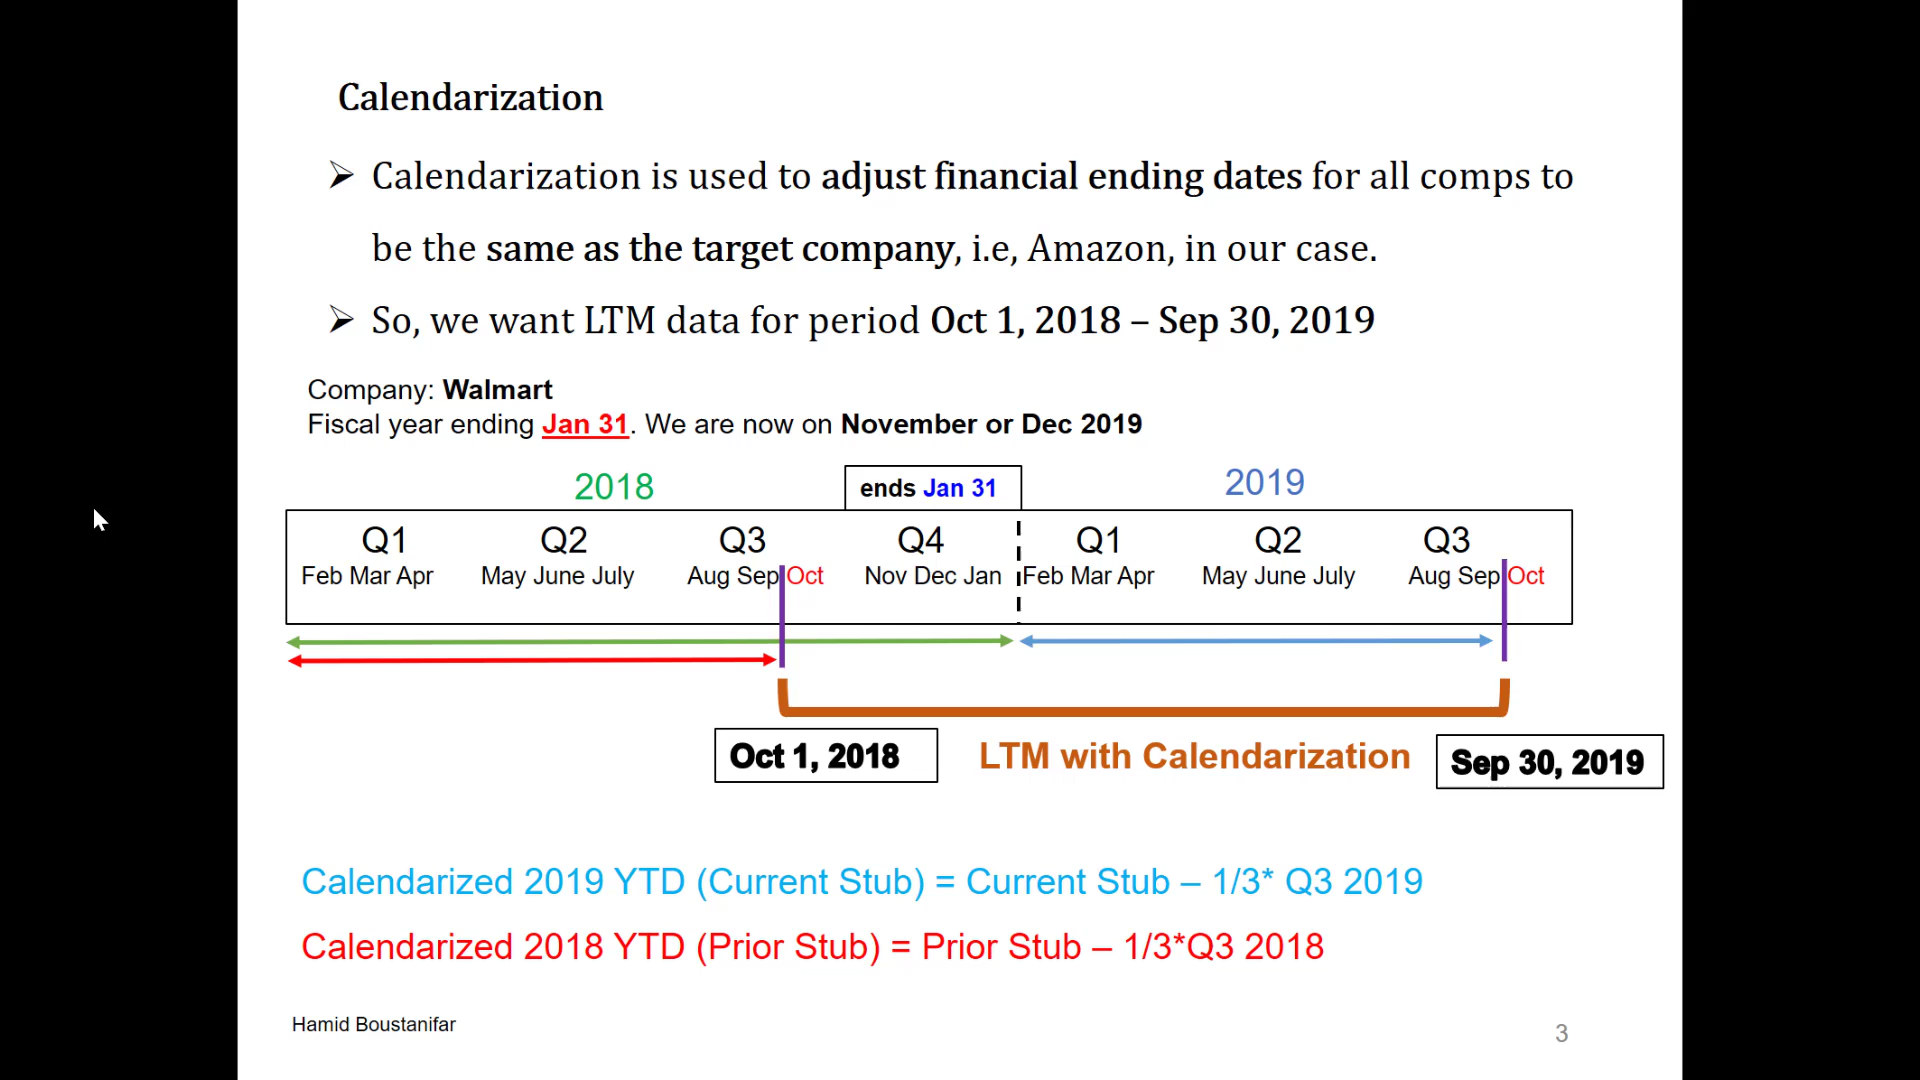 Calendarization
➢ Calendarization is used to adjust financial ending dates for all comps to
be the same as the target company, i.e, Amazon, in our case.
➢ So, we want LTM data for period Oct 1, 2018 – Sep 30, 2019
Company: Walmart
Fiscal year ending Jan 31. We are now on November or Dec 2019
2018 ends Jan 31 2019
Q1 Q2 Q3 Q4 Q1 Q2 Q3
Feb Mar Apr May June July Aug Sep Oct Nov Dec Jan Feb Mar Apr May June July Aug Sep Oct
Oct 1, 2018 LTM with Calendarization Sep 30, 2019
Calendarized 2019 YTD (Current Stub) = Current Stub – 1/3* Q3 2019
Calendarized 2018 YTD (Prior Stub) = Prior Stub – 1/3*Q3 2018
Hamid Boustanifar 3